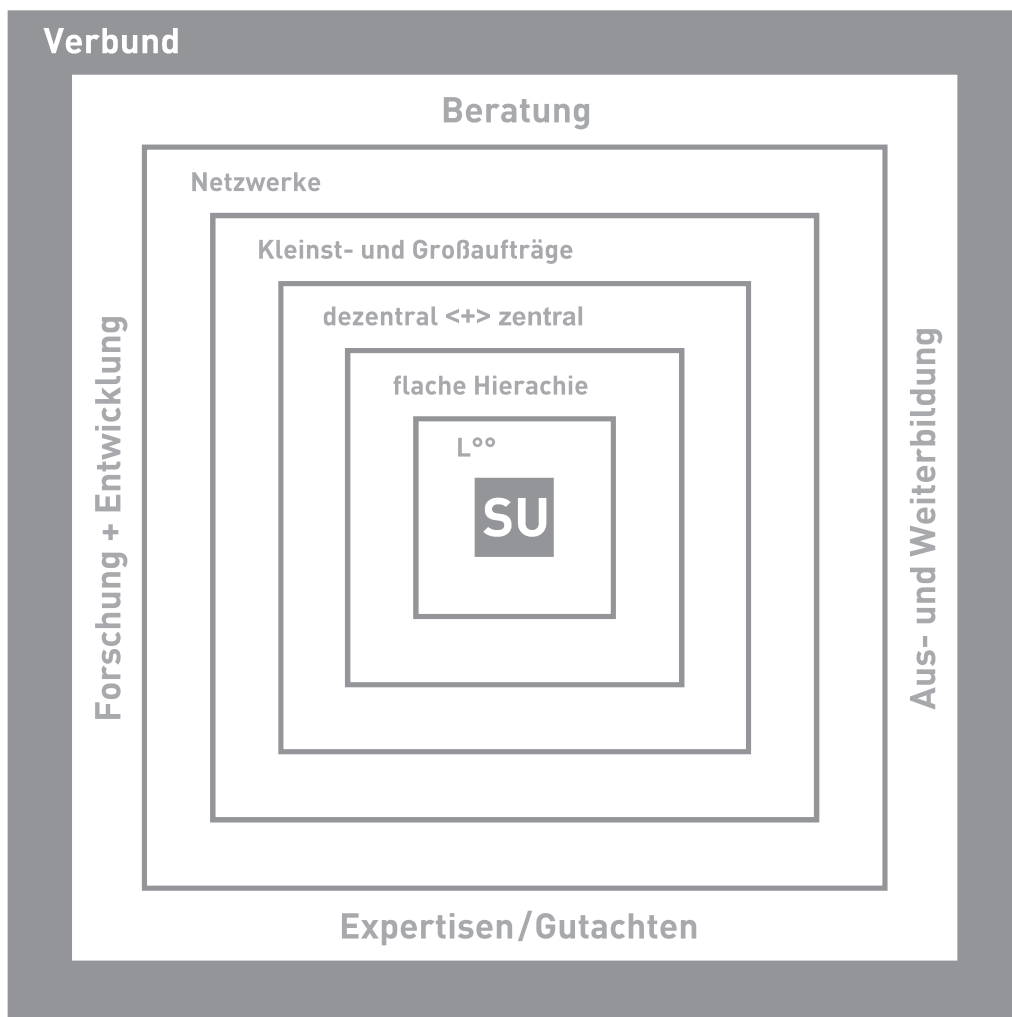 Verbund
Beratung
Netzwerke
Kleinst- und Großaufträge
dezentral <+> zentral
flache Hierachie
L°°
SU
Forschung + Entwicklung
Aus- und Weiterbildung
Expertisen/Gutachten